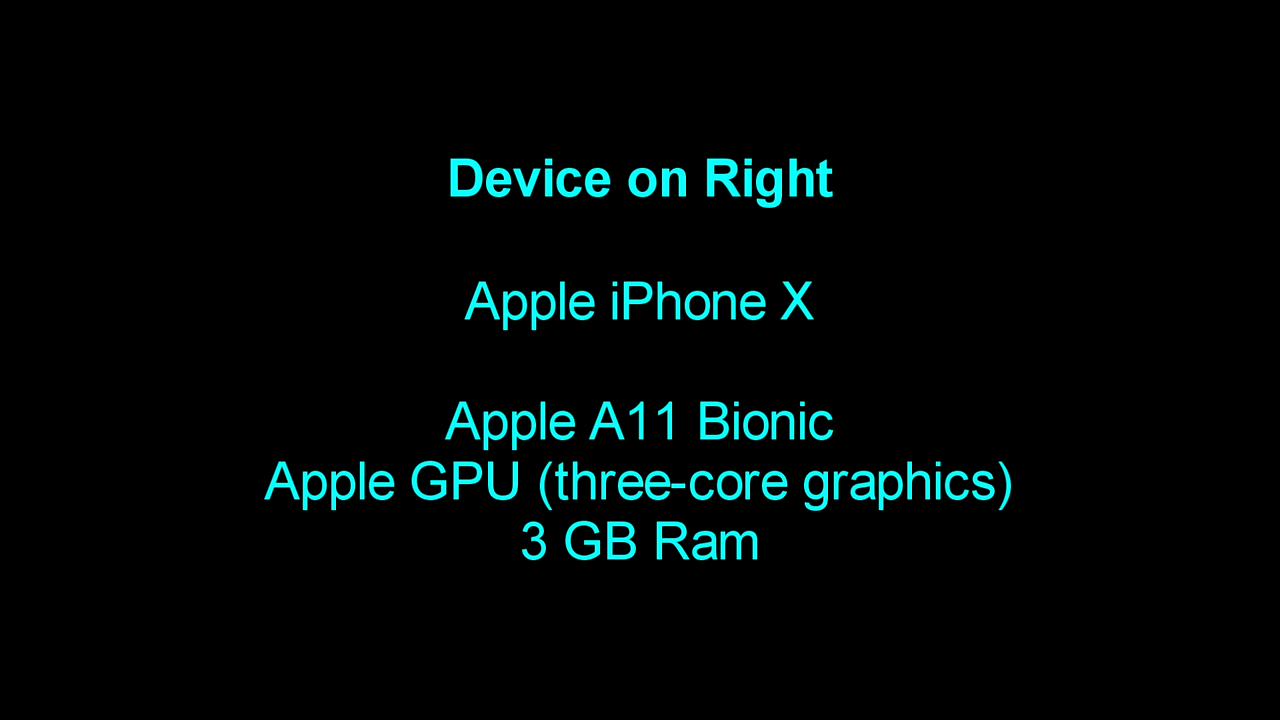 Device on Right
Apple iPhone X
Apple A11 Bionic
Apple GPU (three-core graphics)
3 GB Ram